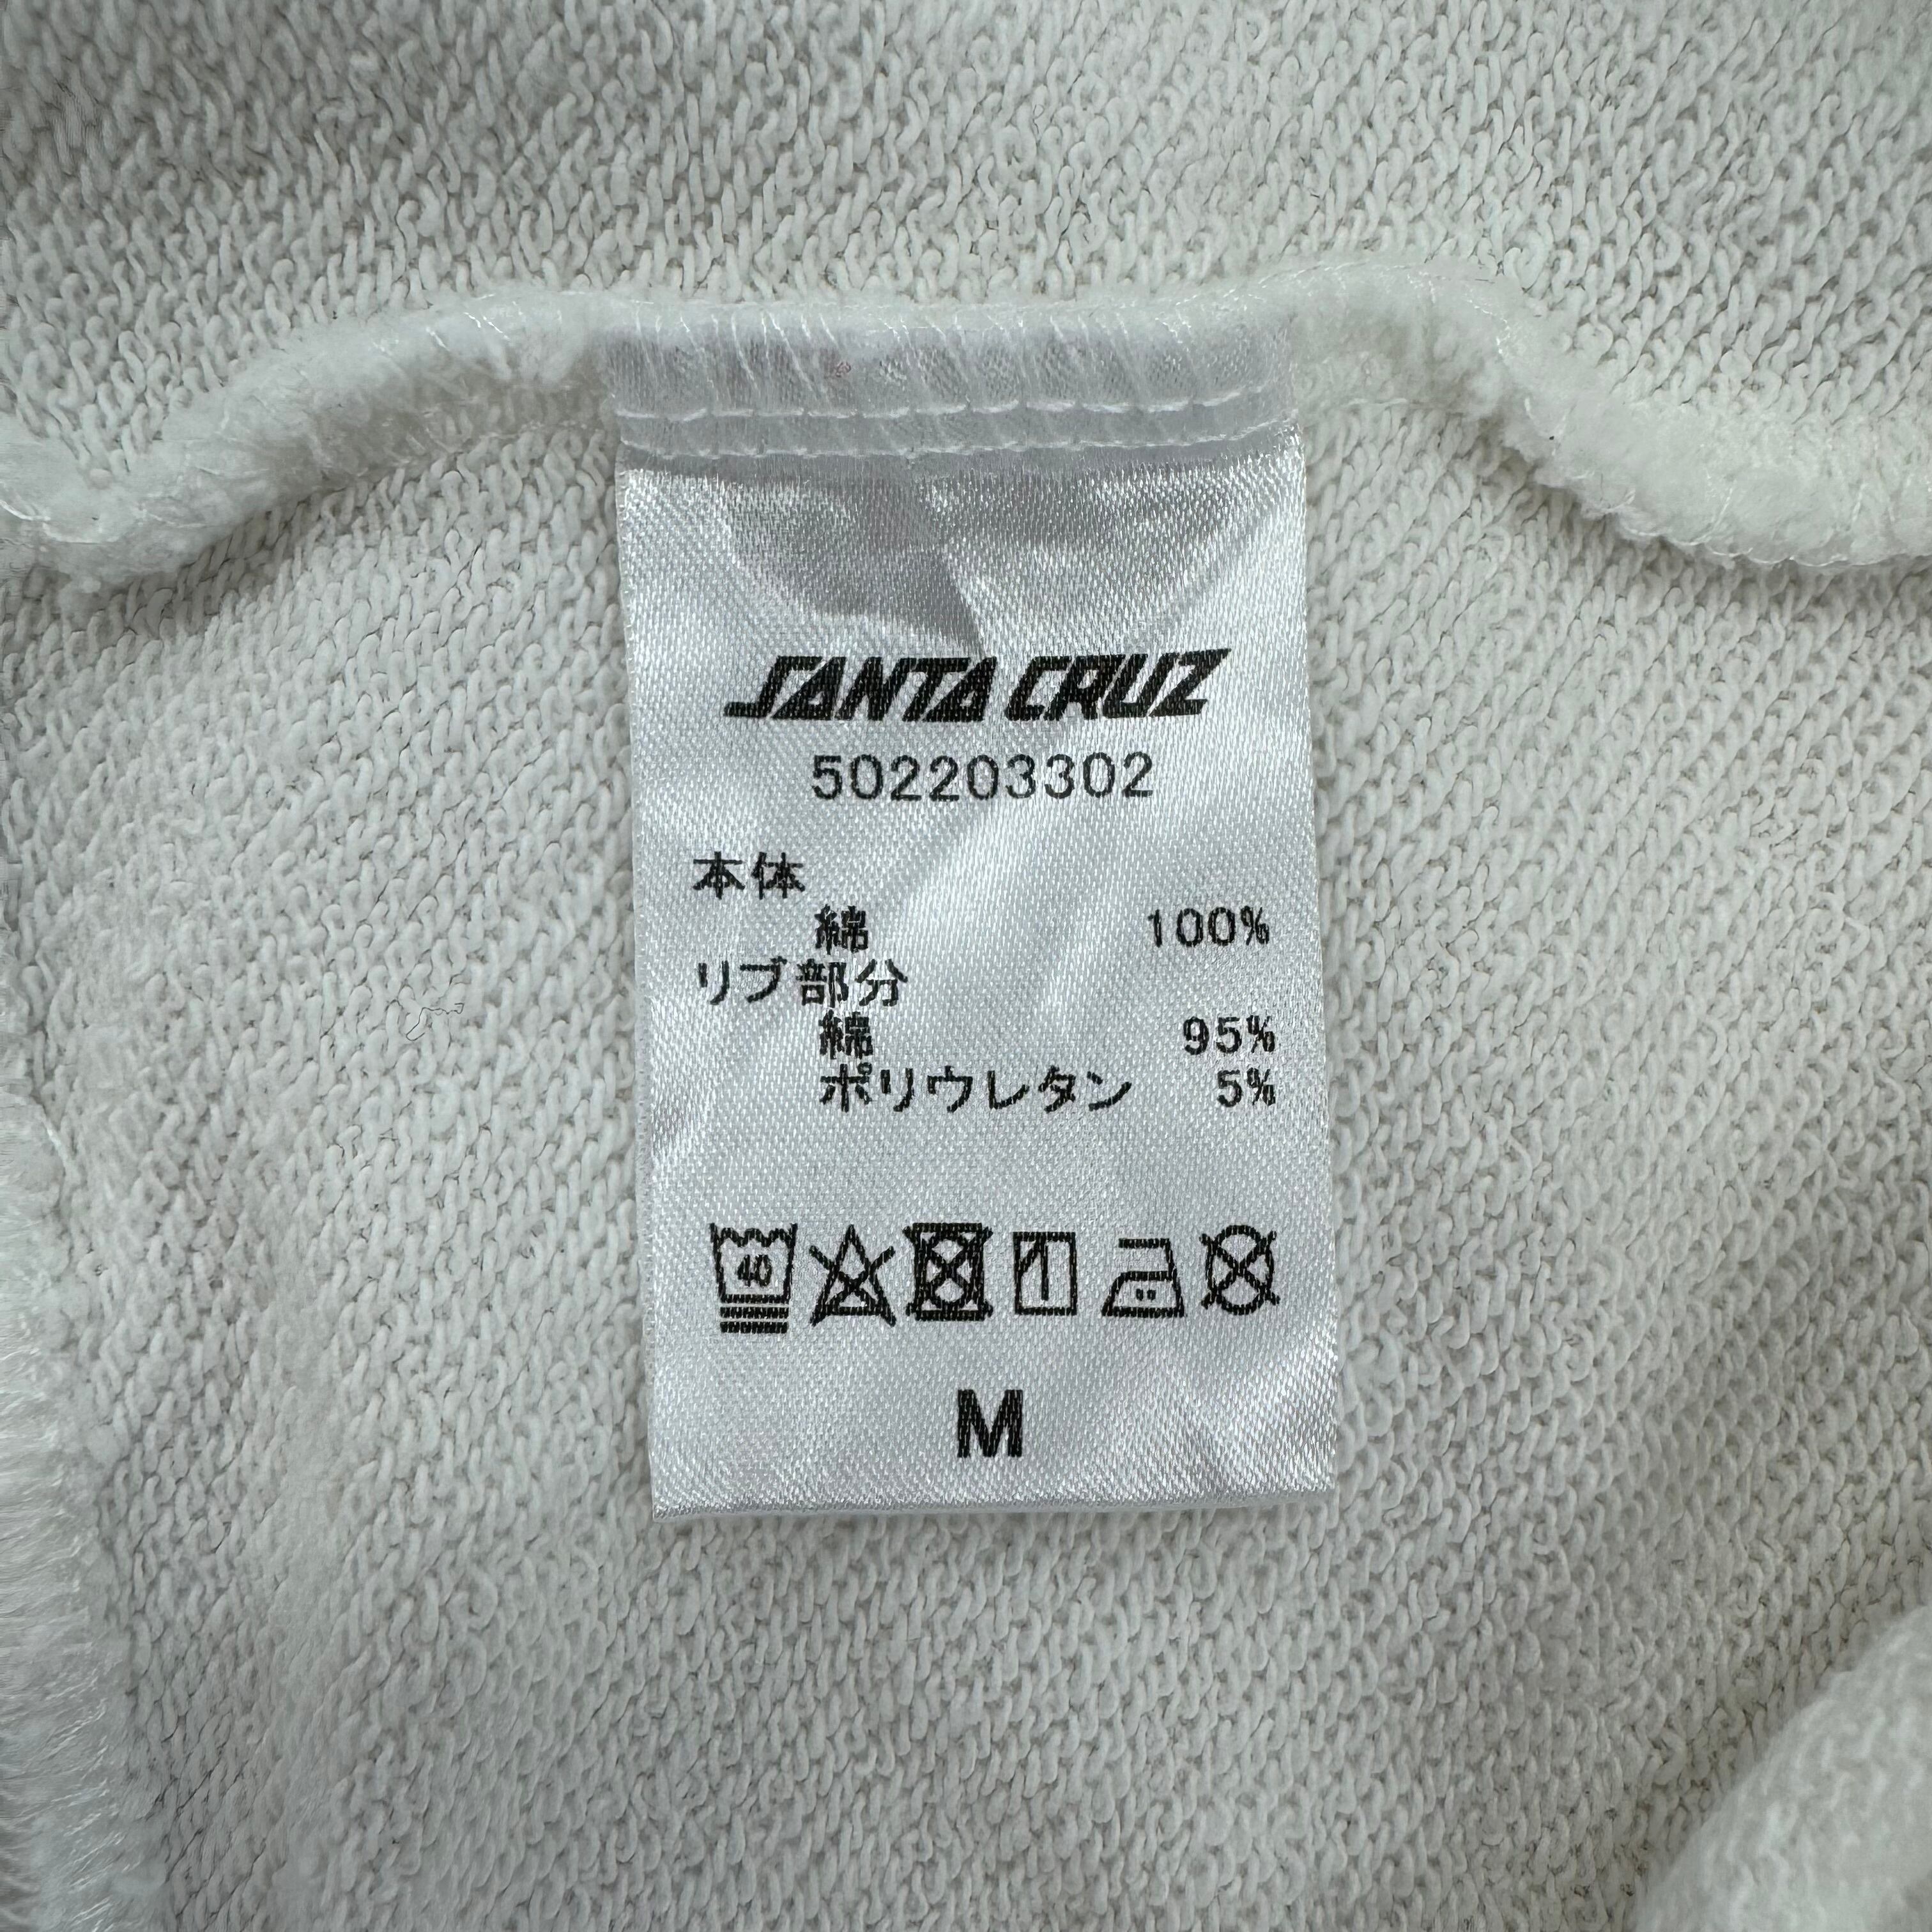 SANTA CRUZ
502203302
本体
綿 100%
リブ部分
綿 95%
ポリウレタン 5%
40
M